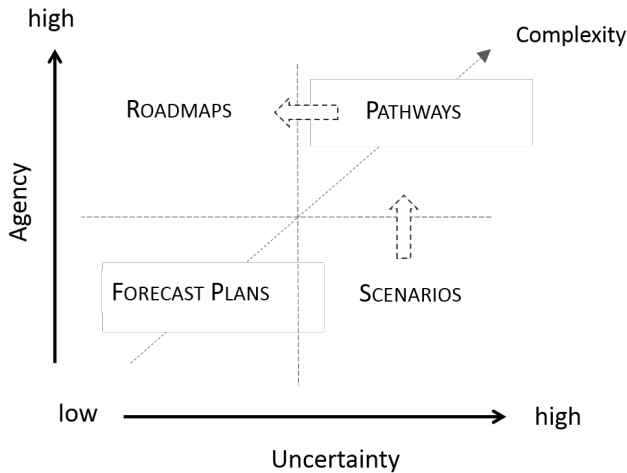 high
Complexity
ROADMAPS
PATHWAYS
Agency
FORECAST PLANS
SCENARIOS
low
high
Uncertainty